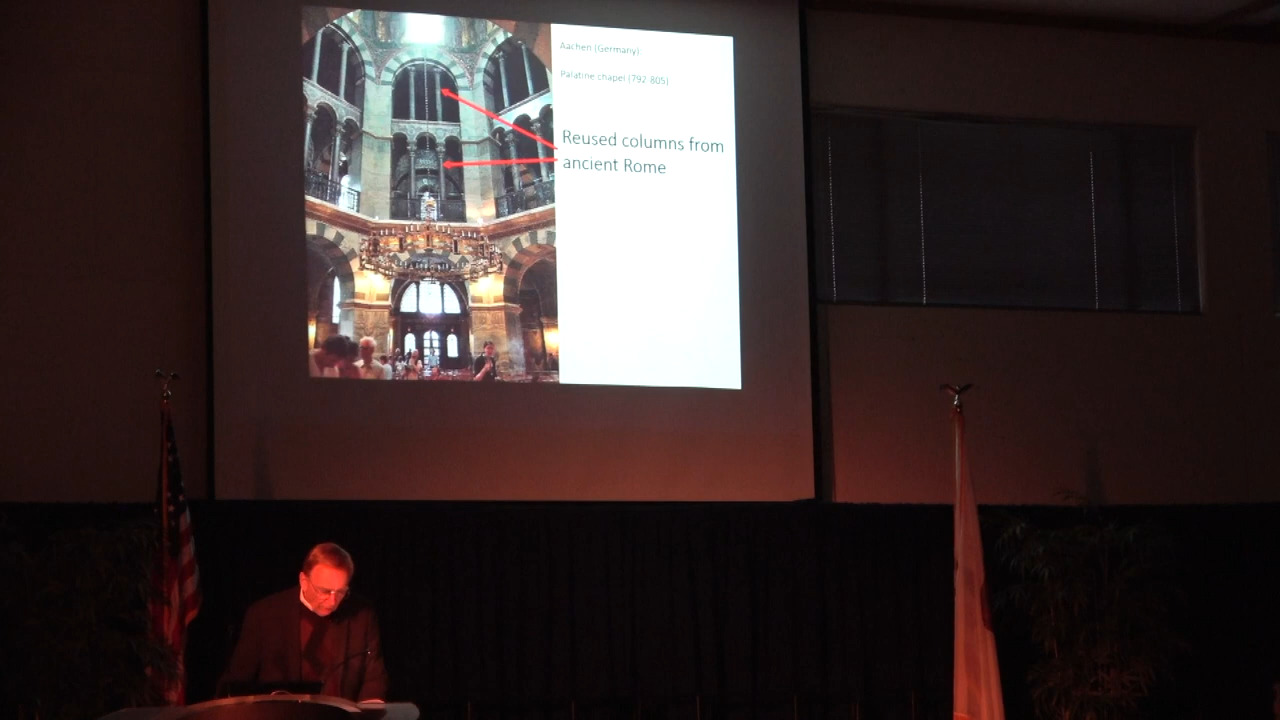 Aachen (Germany):
Palatine chapel (792-805)
Reused columns from
ancient Rome